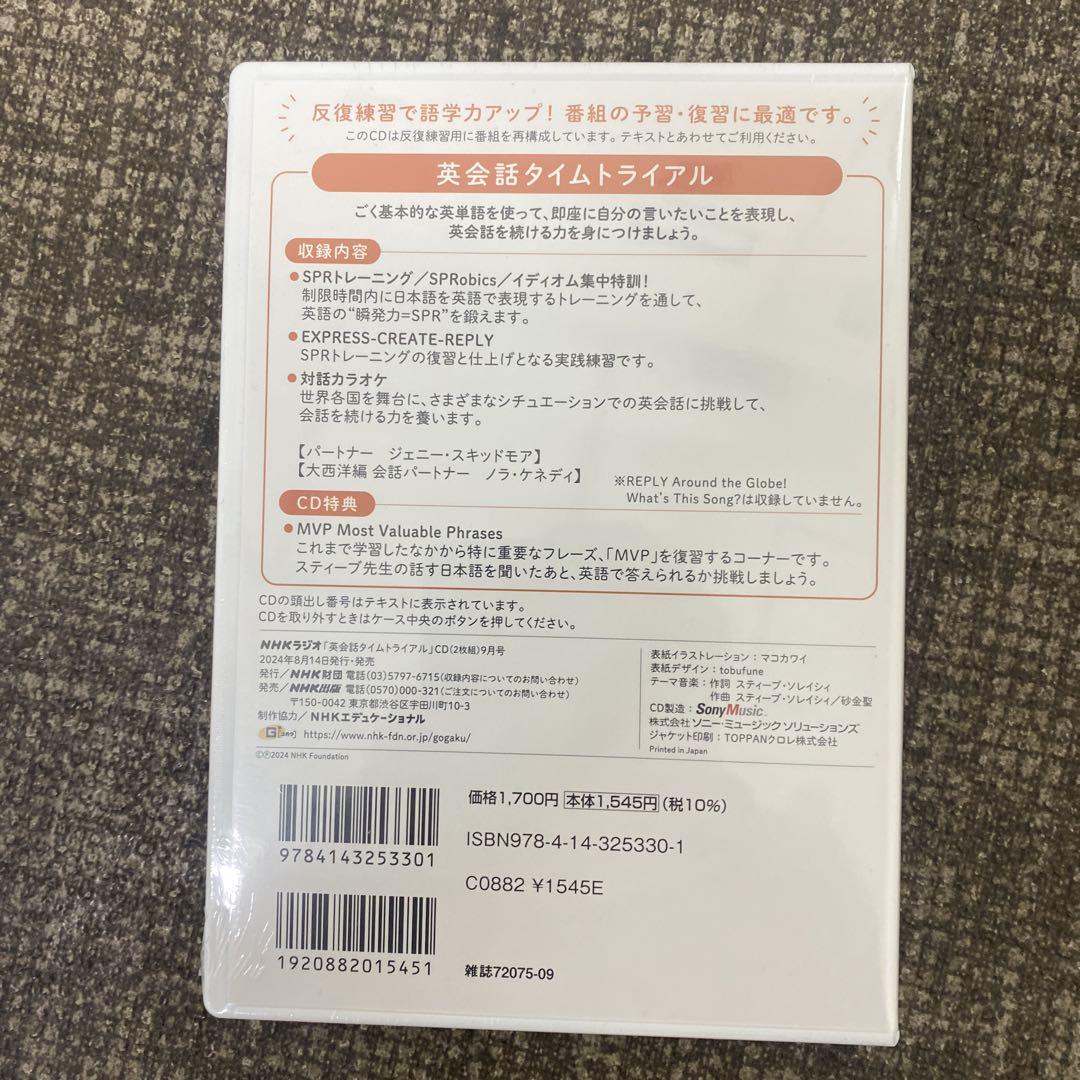 反復練習で語学力アップ! 番組の予習・復習に最適です。
このCDは反復練習用に番組を再構成しています。テキストとあわせてご利用ください。
英会話タイムトライアル
ごく基本的な英単語を使って、即座に自分の言いたいことを表現し、
英会話を続ける力を身につけましょう。
収録内容
●SPRトレーニング/SPRobics/イディオム集中特訓!
制限時間内に日本語を英語で表現するトレーニングを通して、
英語の“瞬発力=SPR”を鍛えます。
●EXPRESS-CREATE-REPLY
SPRトレーニングの復習と仕上げとなる実践練習です。
●対話カラオケ
世界各国を舞台に、さまざまなシチュエーションでの英会話に挑戦して、
会話を続ける力を養います。
【パートナー ジェニー・スキッドモア】
【大西洋編 会話パートナー ノラ・ケネディ】
※REPLY Around the Globe!
What's This Song?は収録していません。
CD特典
●MVP Most Valuable Phrases
これまで学習したなかから特に重要なフレーズ、「MVP」を復習するコーナーです。
スティーブ先生の話す日本語を聞いたあと、英語で答えられるか挑戦しましょう。
CDの頭出し番号はテキストに表示されています。
CDを取り外すときはケース中央のボタンを押してください。
NHKラジオ「英会話タイムトライアル」CD(2枚組)9月号
2024年8月14日発行・発売
発行/NHK財団 電話(03)5797-6715(収録内容についてのお問い合わせ)
発売/NHK出版 電話(0570)000-321(ご注文についてのお問い合わせ)
〒150-0042 東京都渋谷区宇田川町10-3
制作協力/NHKエデュケーショナル
https://www.nhk-fdn.or.jp/gogaku/
©Ⓟ2024 NHK Foundation
表紙イラストレーション:マコカワイ
表紙デザイン:tobufune
テーマ音楽:作詞 スティーブ・ソレイシィ
作曲 スティーブ・ソレイシィ/砂金聖
CD製造:SonyMusic
株式会社 ソニー・ミュージックソリューションズ
ジャケット印刷:TOPPANクロレ株式会社
Printed in Japan
価格1,700円 本体1,545円(税10%)
ISBN978-4-14-325330-1
9784143253301
C0882 ¥1545E
1920882015451
雑誌72075-09